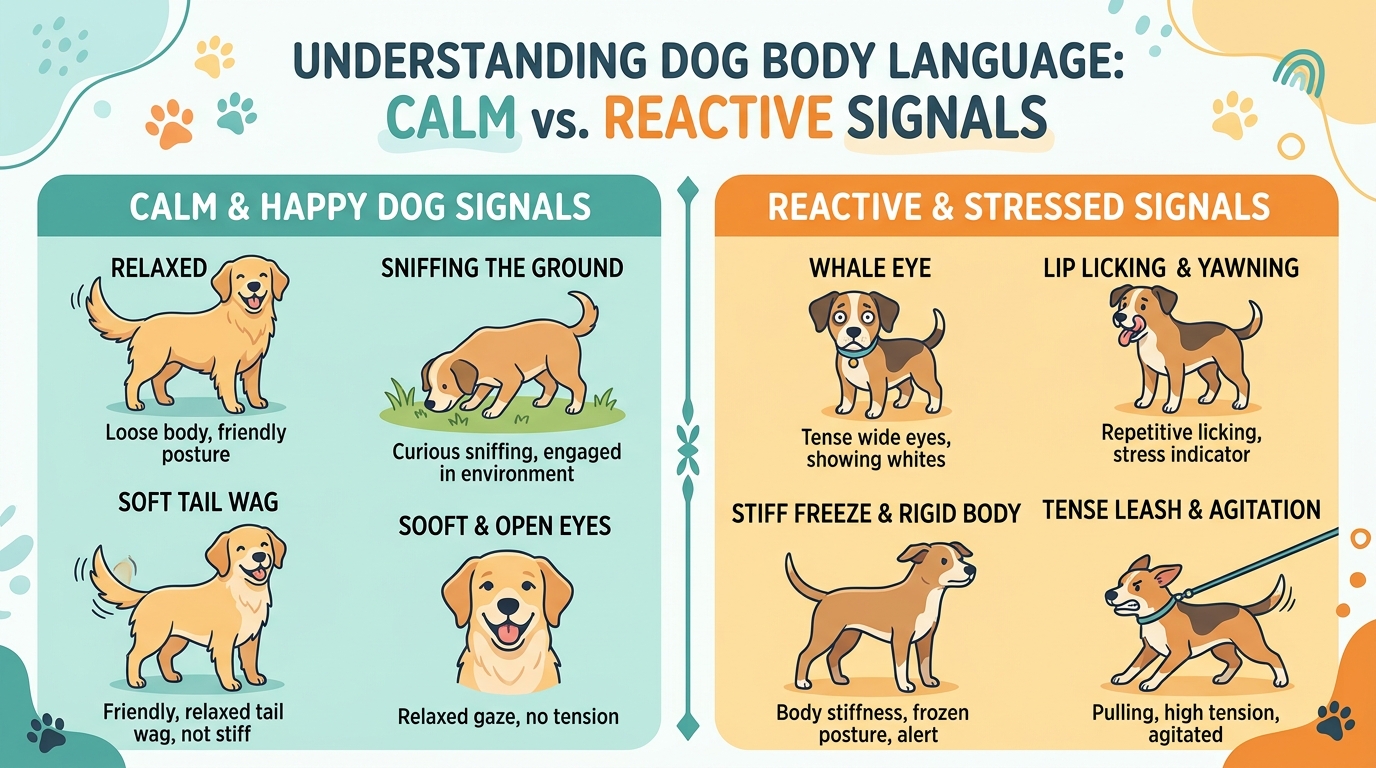 UNDERSTANDING DOG BODY LANGUAGE:
CALM vs. REACTIVE SIGNALS
CALM & HAPPY DOG SIGNALS
RELAXED
Loose body, friendly
posture
SNIFFING THE GROUND
Curious sniffing, engaged
in environment
SOFT TAIL WAG
Friendly, relaxed tail
wag, not stiff
SOOFT & OPEN EYES
Relaxed gaze, no tension
REACTIVE & STRESSED SIGNALS
WHALE EYE
Tense wide eyes,
showing whites
LIP LICKING & YAWNING
Repetitive licking,
stress indicator
STIFF FREEZE & RIGID BODY
Body stiffness, frozen
posture, alert
TENSE LEASH & AGITATION
Pulling, high tension,
agitated